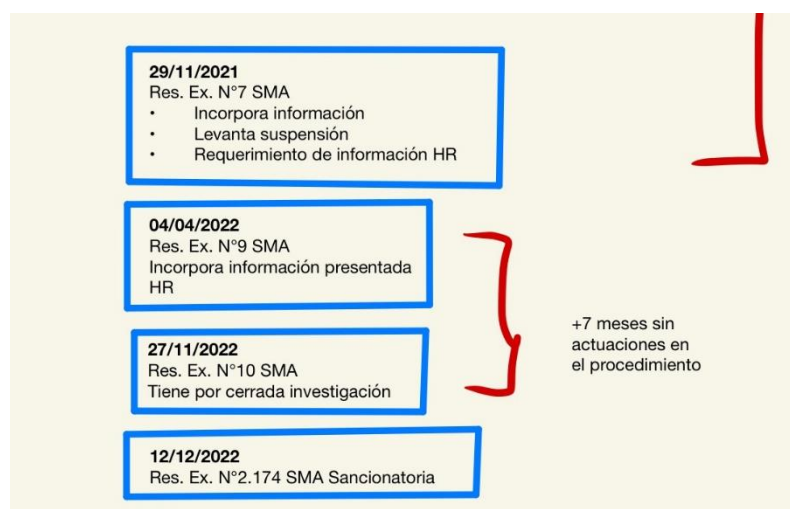 29/11/2021
Res. Ex. N°7 SMA
• Incorpora información
• Levanta suspensión
• Requerimiento de información HR
04/04/2022
Res. Ex. N°9 SMA
Incorpora información presentada
HR
+7 meses sin
actuaciones en
el procedimiento
27/11/2022
Res. Ex. N°10 SMA
Tiene por cerrada investigación
12/12/2022
Res. Ex. N°2.174 SMA Sancionatoria